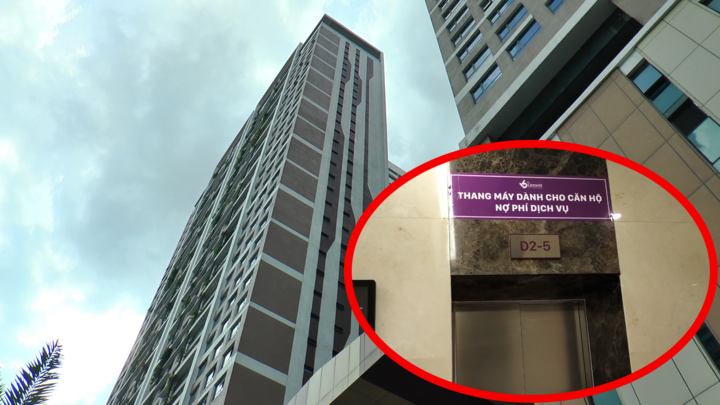 THANG MÁY DÀNH CHO CĂN HỘ
NỢ PHÍ DỊCH VỤ
D2-5